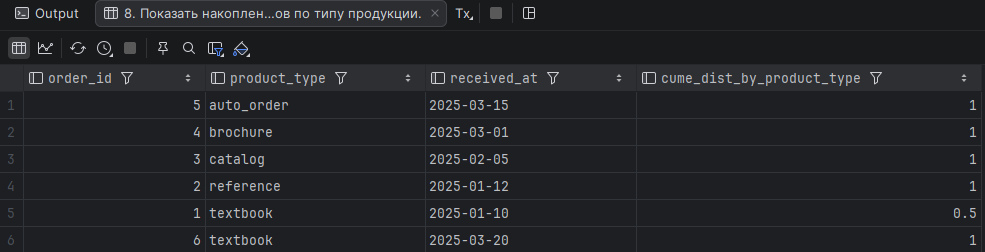 Output 8. Показать накоплен...ов по типу продукции. Tx
order_id product_type received_at cume_dist_by_product_type
1 5 auto_order 2025-03-15 1
2 4 brochure 2025-03-01 1
3 3 catalog 2025-02-05 1
4 2 reference 2025-01-12 1
5 1 textbook 2025-01-10 0.5
6 6 textbook 2025-03-20 1